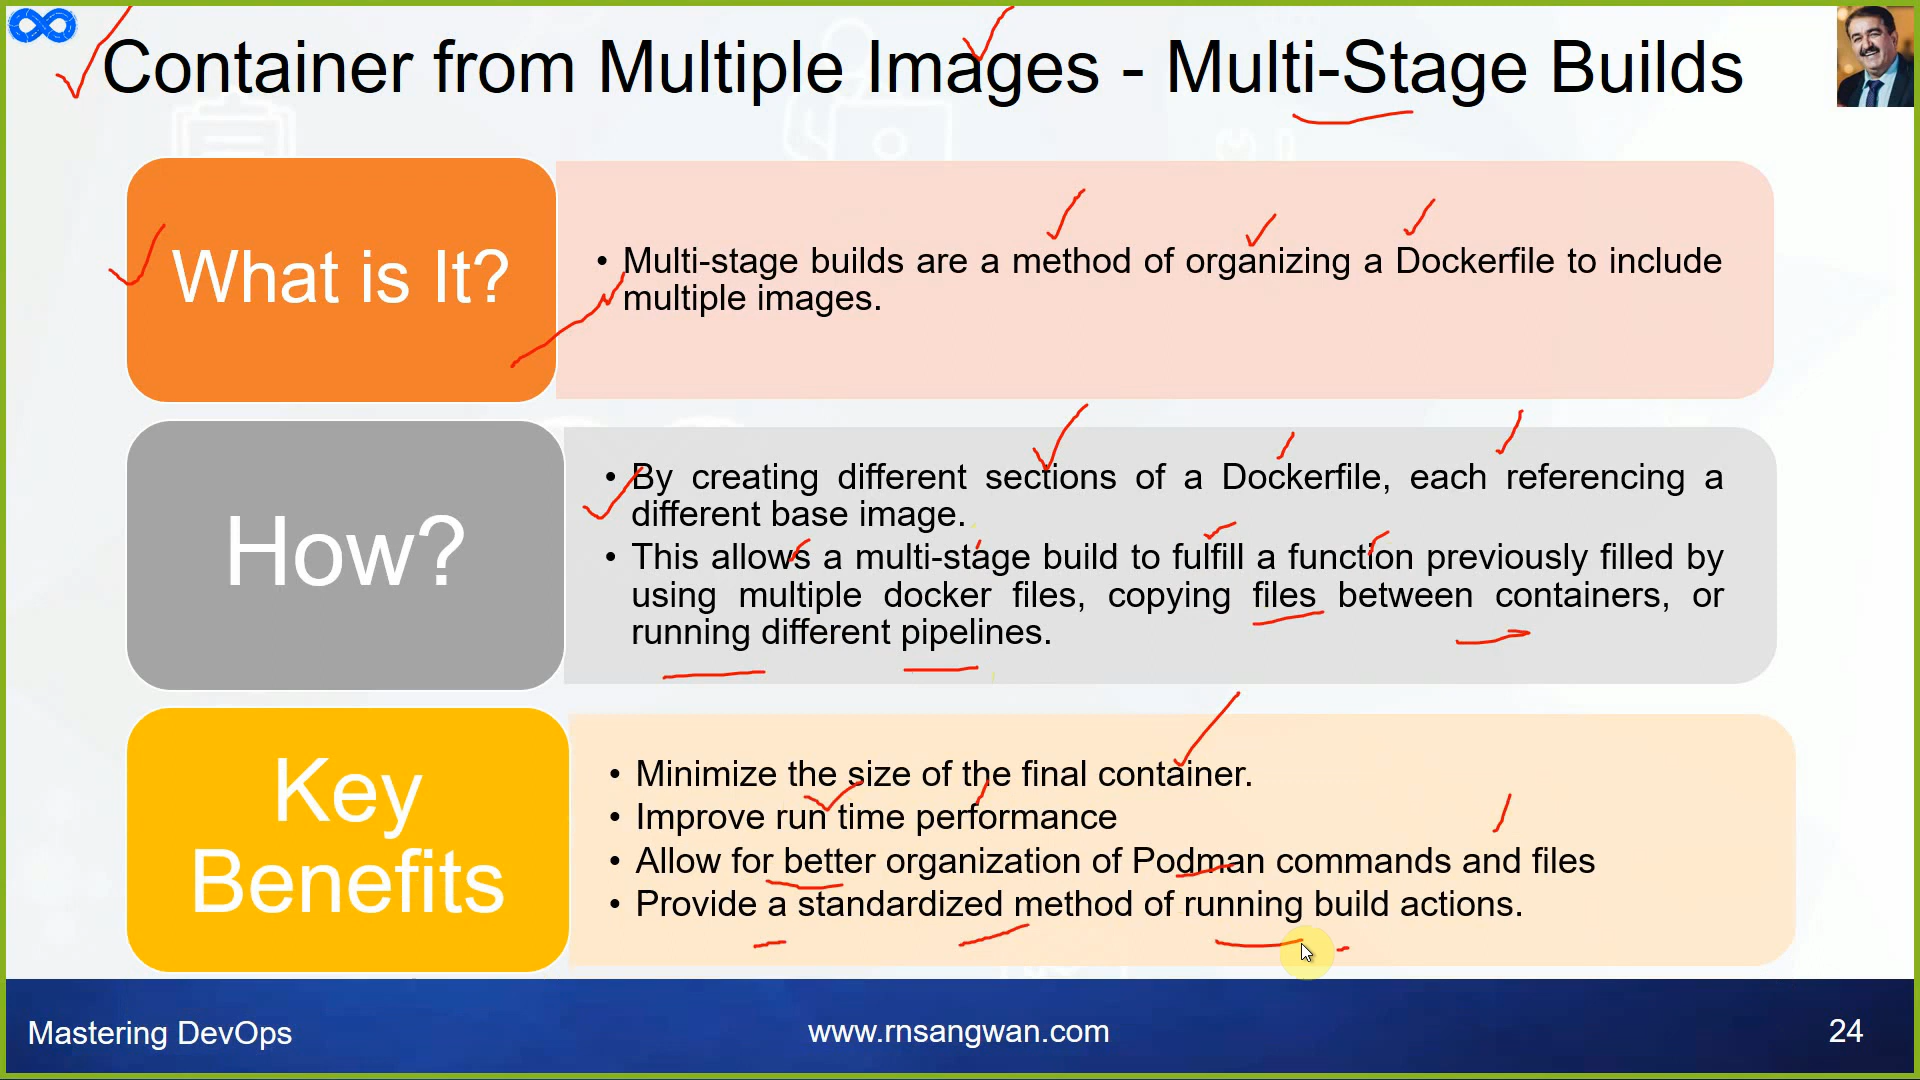 Container from Multiple Images - Multi-Stage Builds
What is It?
• Multi-stage builds are a method of organizing a Dockerfile to include
multiple images.
How?
• By creating different sections of a Dockerfile, each referencing a
different base image.
• This allows a multi-stage build to fulfill a function previously filled by
using multiple docker files, copying files between containers, or
running different pipelines.
Key
Benefits
• Minimize the size of the final container.
• Improve run time performance
• Allow for better organization of Podman commands and files
• Provide a standardized method of running build actions.
Mastering DevOps
www.rnsangwan.com
24